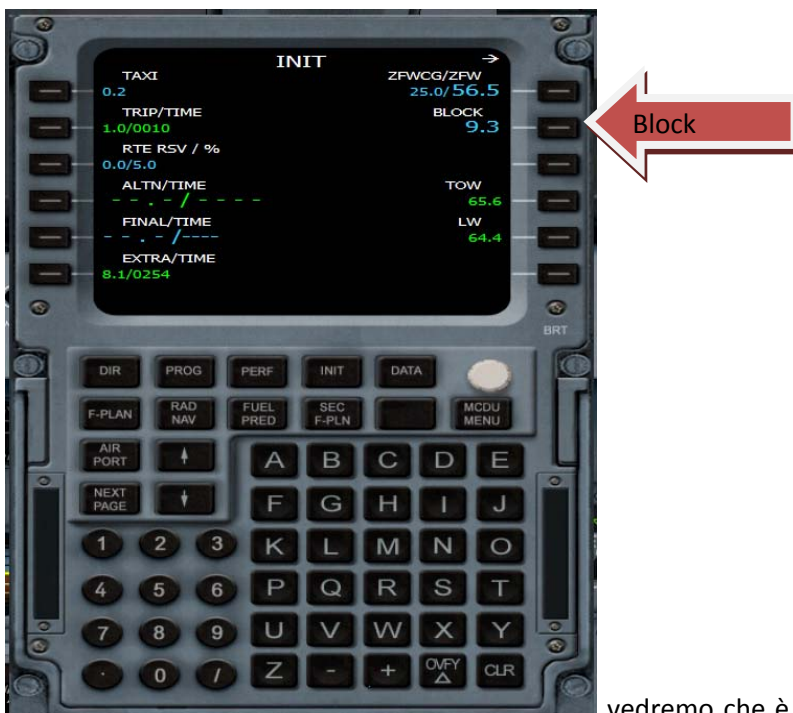 INIT →
TAXI ZFWCG/ZFW
0.2 25.0/56.5
TRIP/TIME BLOCK
1.0/0010 9.3
Block
RTE RSV / %
0.0/5.0
ALTN/TIME TOW
--.-/---- 65.6
FINAL/TIME LW
--.-/---- 64.4
EXTRA/TIME
8.1/0254
BRT
DIR PROG PERF INIT DATA
F-PLAN RAD NAV FUEL PRED SEC F-PLN MCDU MENU
AIR PORT
A B C D E
NEXT PAGE
F G H I J
1 2 3 K L M N O
4 5 6 P Q R S T
7 8 9 U V W X Y
. 0 / Z - + OVFY Δ CLR
vedremo che è